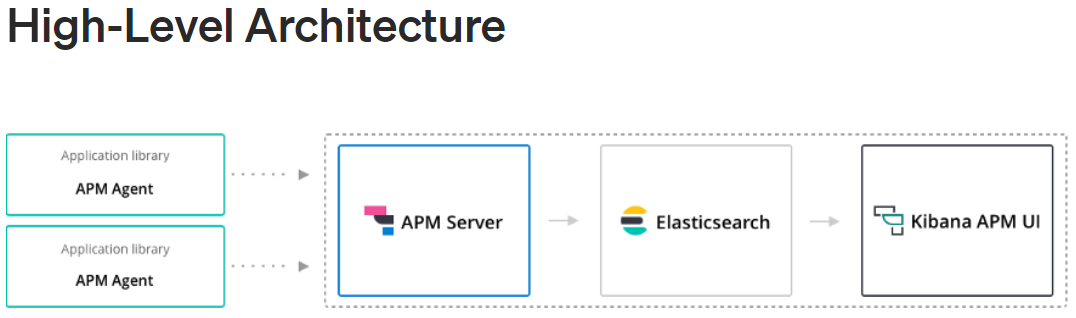 High-Level Architecture
Application library
APM Agent
Application library
APM Agent
APM Server
Elasticsearch
Kibana APM UI